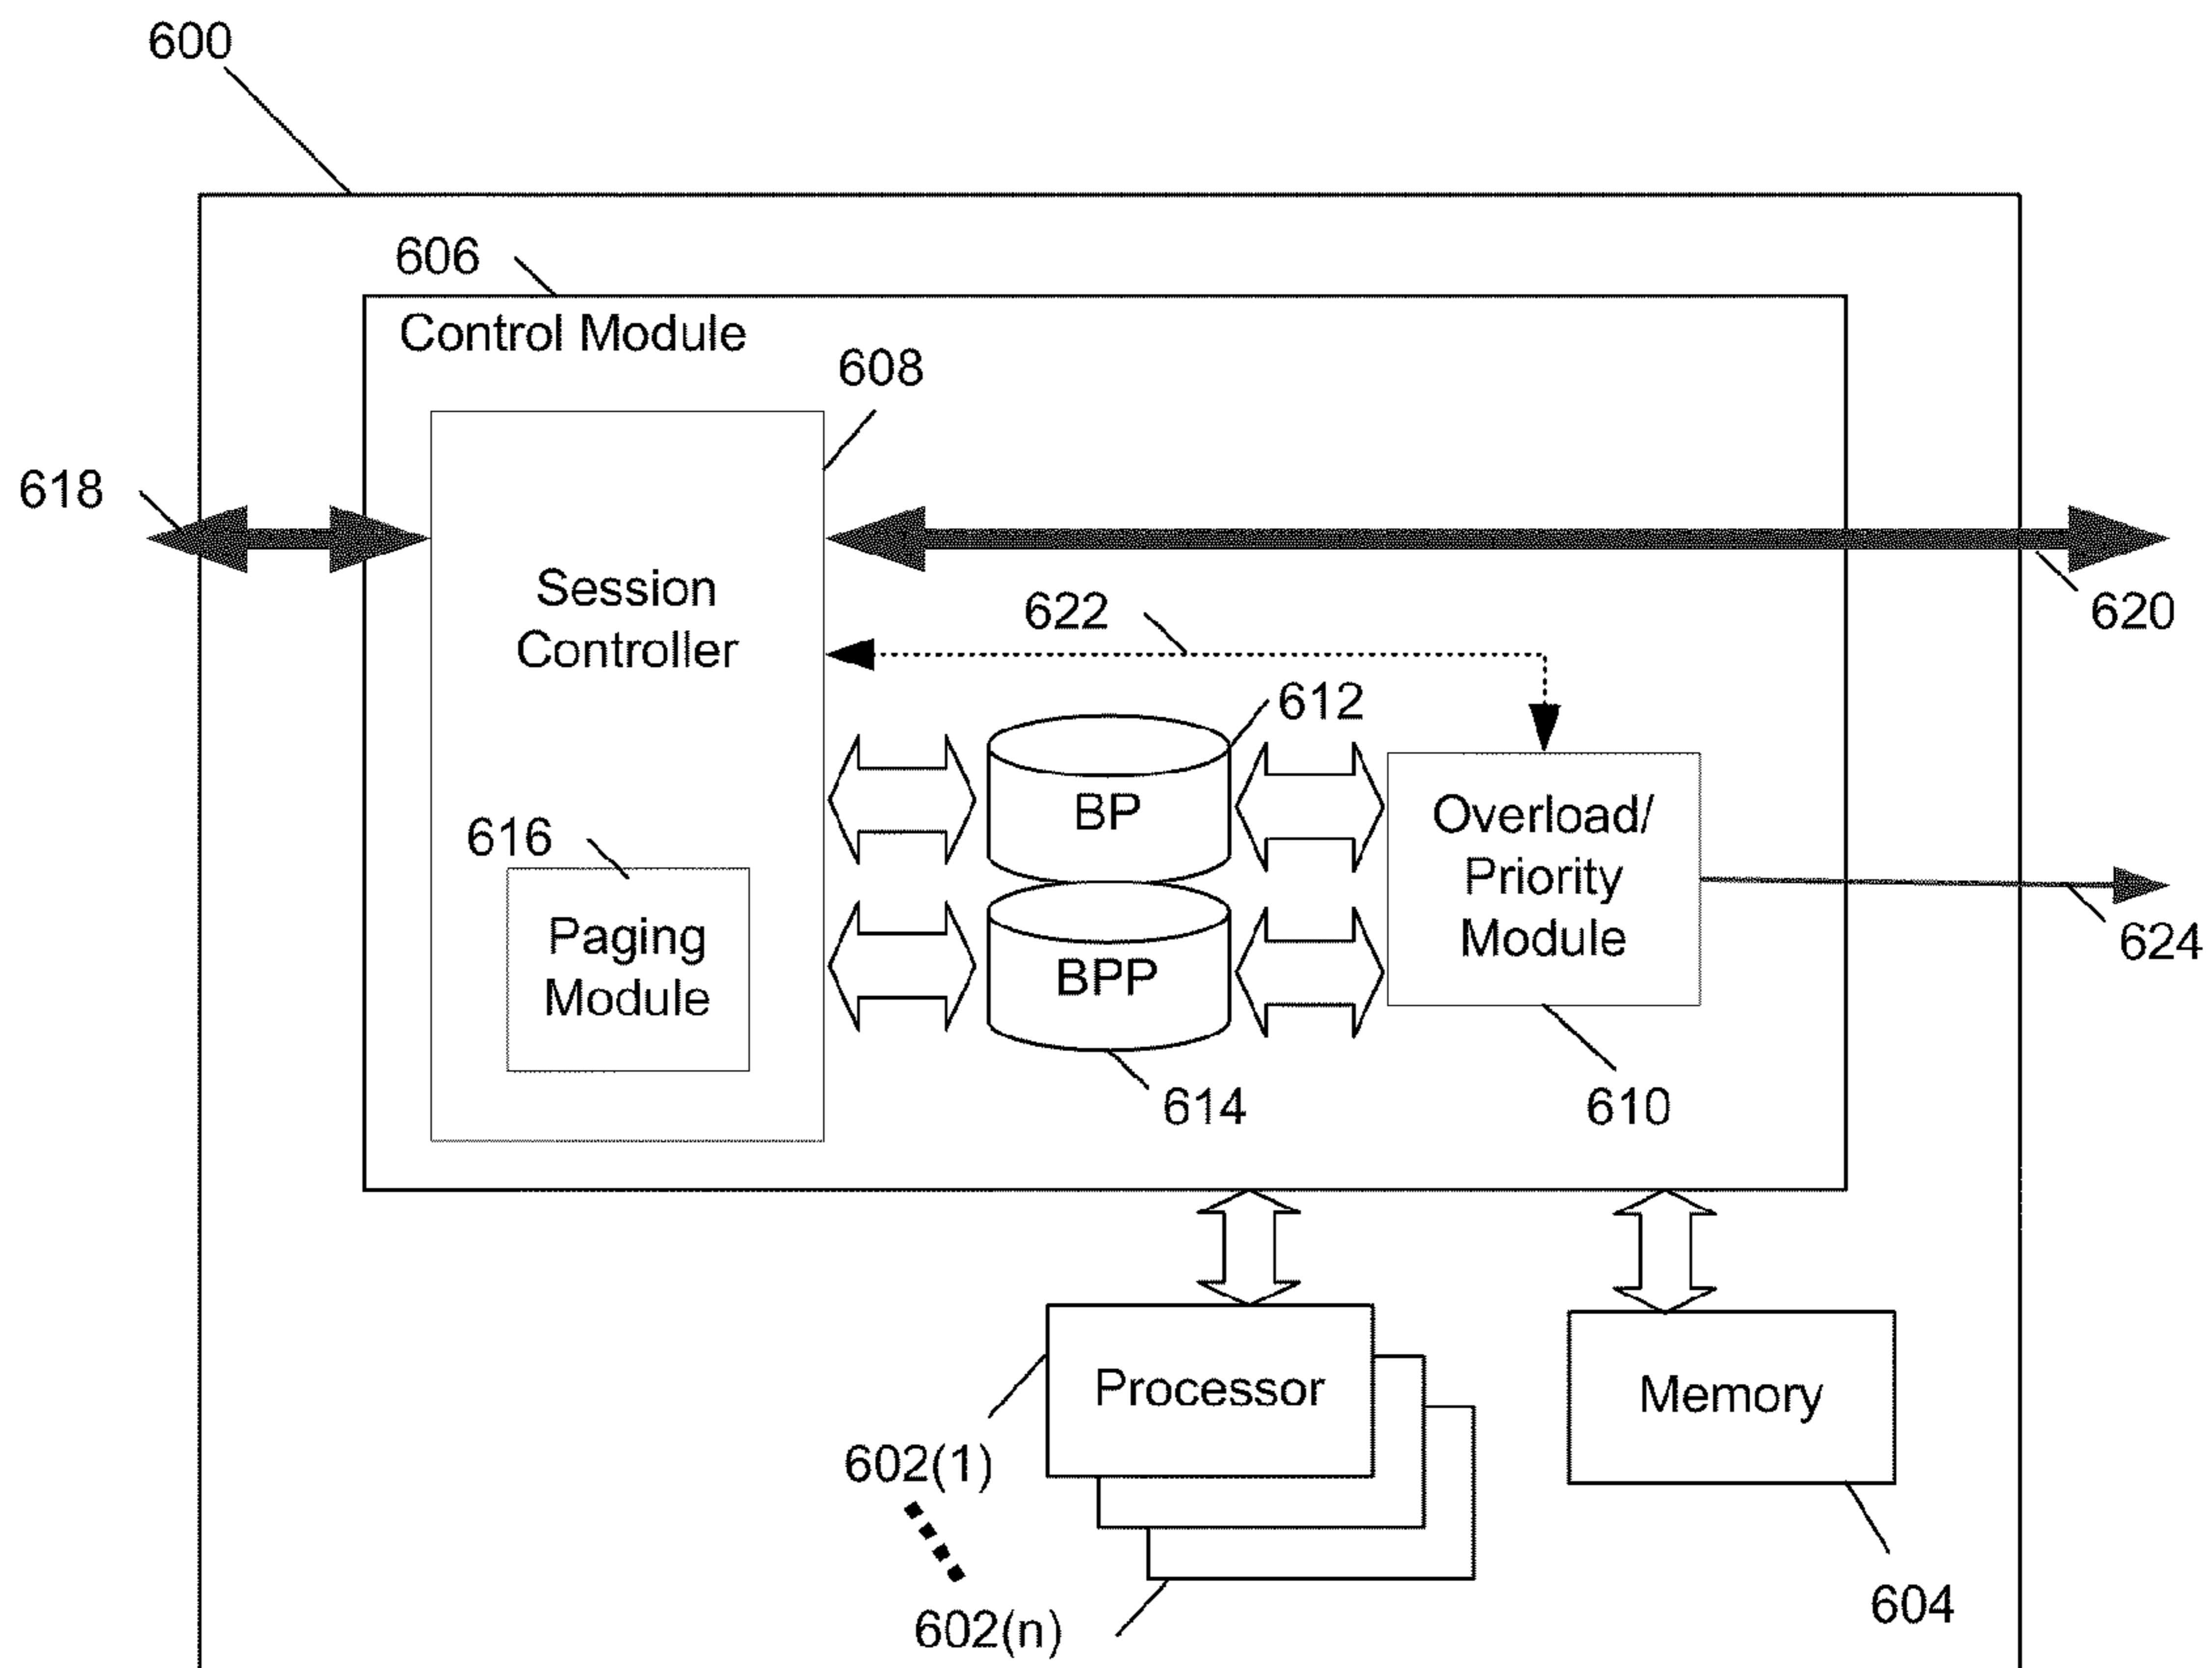 600
606
Control Module
608
618
Session
Controller
622
620
612
BP
Overload/
Priority
Module
616
Paging
Module
BPP
624
614
610
Processor
Memory
602(1)
604
602(n)